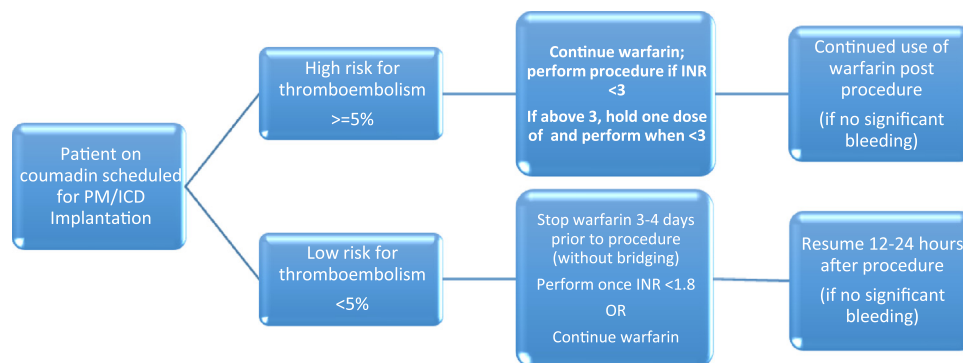 Patient on
coumadin scheduled
for PM/ICD
Implantation
High risk for
thromboembolism
>=5%
Continue warfarin;
perform procedure if INR
<3
If above 3, hold one dose
of and perform when <3
Continued use of
warfarin post
procedure
(if no significant
bleeding)
Low risk for
thromboembolism
<5%
Stop warfarin 3-4 days
prior to procedure
(without bridging)
Perform once INR <1.8
OR
Continue warfarin
Resume 12-24 hours
after procedure
(if no significant
bleeding)